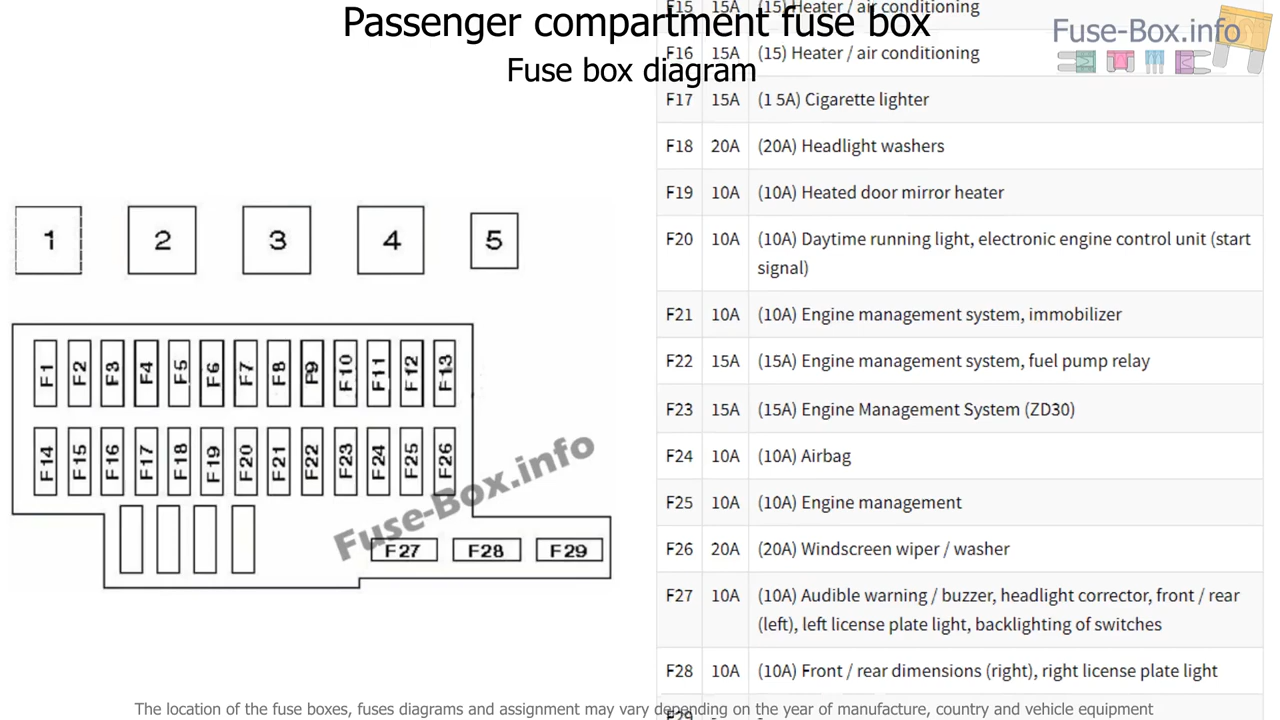 Passenger compartment fuse box
Fuse box diagram
Fuse-Box.info
F15 15A (15) Heater / air conditioning
F16 15A (15) Heater / air conditioning
F17 15A (1 5A) Cigarette lighter
F18 20A (20A) Headlight washers
F19 10A (10A) Heated door mirror heater
F20 10A (10A) Daytime running light, electronic engine control unit (start
signal)
F21 10A (10A) Engine management system, immobilizer
F22 15A (15A) Engine management system, fuel pump relay
F23 15A (15A) Engine Management System (ZD30)
F24 10A (10A) Airbag
F25 10A (10A) Engine management
F26 20A (20A) Windscreen wiper / washer
F27 10A (10A) Audible warning / buzzer, headlight corrector, front / rear
(left), left license plate light, backlighting of switches
F28 10A (10A) Front / rear dimensions (right), right license plate light
F29 - -
1 2 3 4 5
F1 F2 F3 F4 F5 F6 F7 F8 F9 F10 F11 F12 F13
F14 F15 F16 F17 F18 F19 F20 F21 F22 F23 F24 F25 F26
F27 F28 F29
Fuse-Box.info
The location of the fuse boxes, fuses diagrams and assignment may vary depending on the year of manufacture, country and vehicle equipment